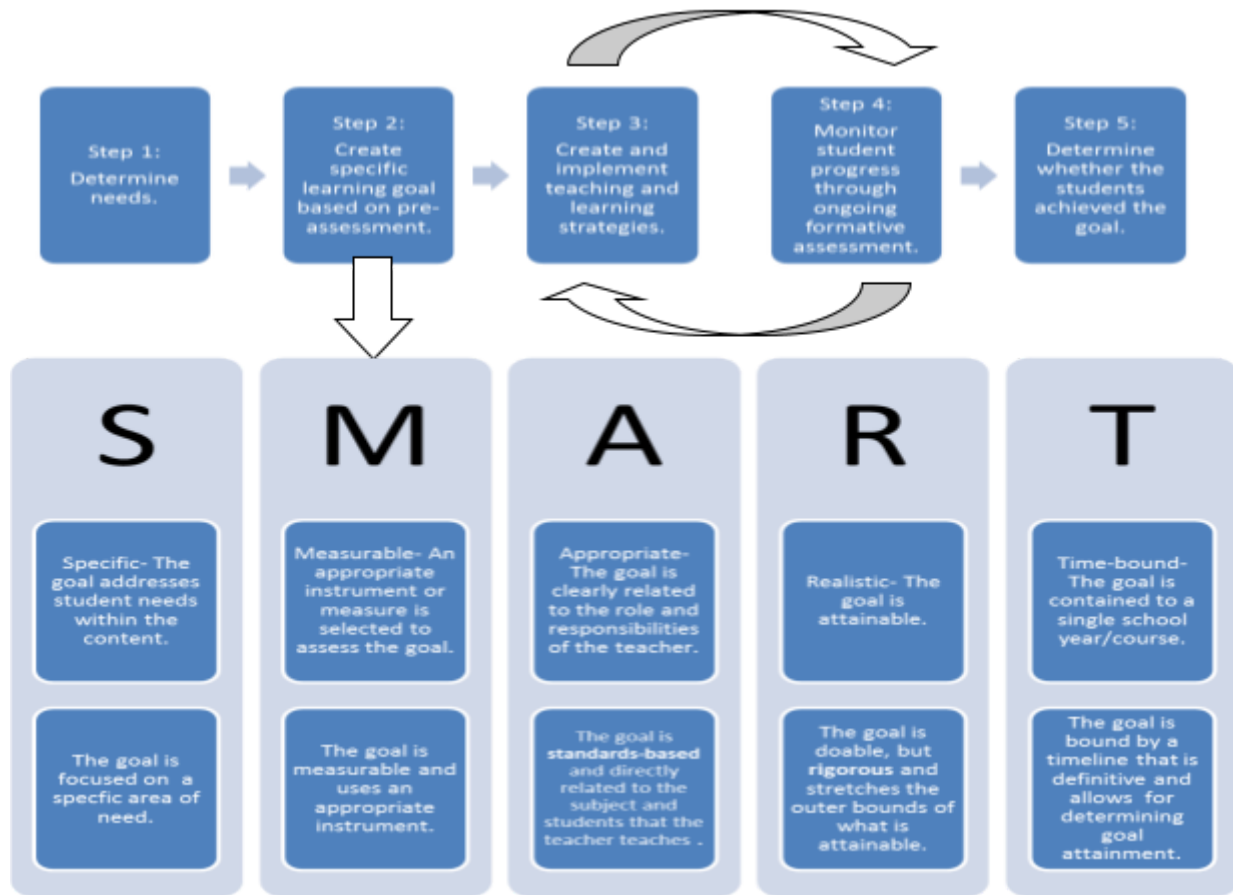 Step 1:
Determine
needs.
Step 2:
Create
specific
learning goal
based on pre-
assessment.
Step 3:
Create and
implement
teaching and
learning
strategies.
Step 4:
Monitor
student
progress
through
ongoing
formative
assessment.
Step 5:
Determine
whether the
students
achieved the
goal.
S
Specific- The
goal addresses
student needs
within the
content.
The goal is
focused on a
specfic area of
need.
M
Measurable- An
appropriate
instrument or
measure is
selected to
assess the goal.
The goal is
measurable and
uses an
appropriate
instrument.
A
Appropriate-
The goal is
clearly related to
the role and
responsibilities
of the teacher.
The goal is
standards-based
and directly
related to the
subject and
students that the
teacher teaches .
R
Realistic- The
goal is
attainable.
The goal is
doable, but
rigorous and
stretches the
outer bounds of
what is
attainable.
T
Time-bound-
The goal is
contained to a
single school
year/course.
The goal is
bound by a
timeline that is
definitive and
allows for
determining
goal
attainment.